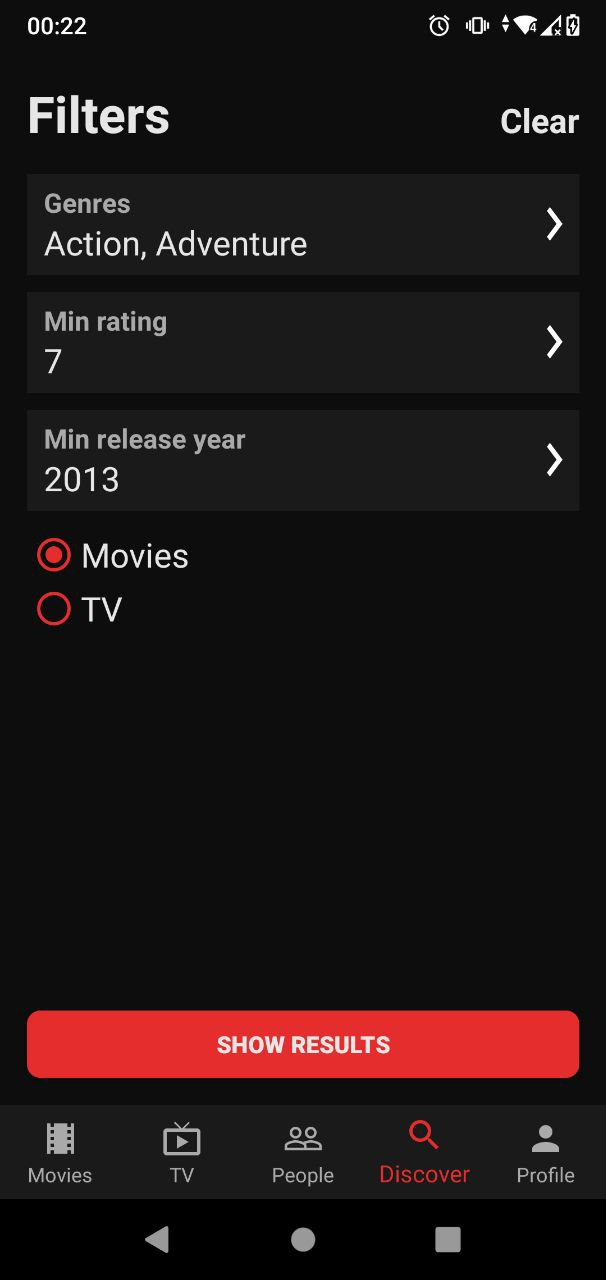 00:22
4
Filters
Clear
Genres
Action, Adventure
Min rating
7
Min release year
2013
Movies
TV
SHOW RESULTS
Movies TV People Discover Profile